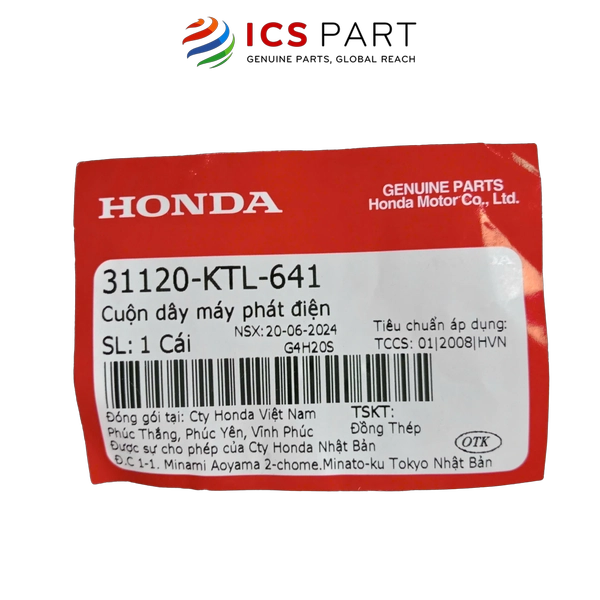 ICS PART
GENUINE PARTS, GLOBAL REACH
HONDA
GENUINE PARTS
Honda Motor Co., Ltd.
31120-KTL-641
Cuộn dây máy phát điện
NSX: 20-06-2024
Tiêu chuẩn áp dụng:
SL: 1 Cái
G4H20S
TCCS: 01|2008|HVN
Đóng gói tại: Cty Honda Việt Nam
TSKT:
Phúc Thắng, Phúc Yên, Vĩnh Phúc
Đồng Thép
Được sự cho phép của Cty Honda Nhật Bản
OTK
Đ.C 1-1. Minami Aoyama 2-chome.Minato-ku Tokyo Nhật Bản